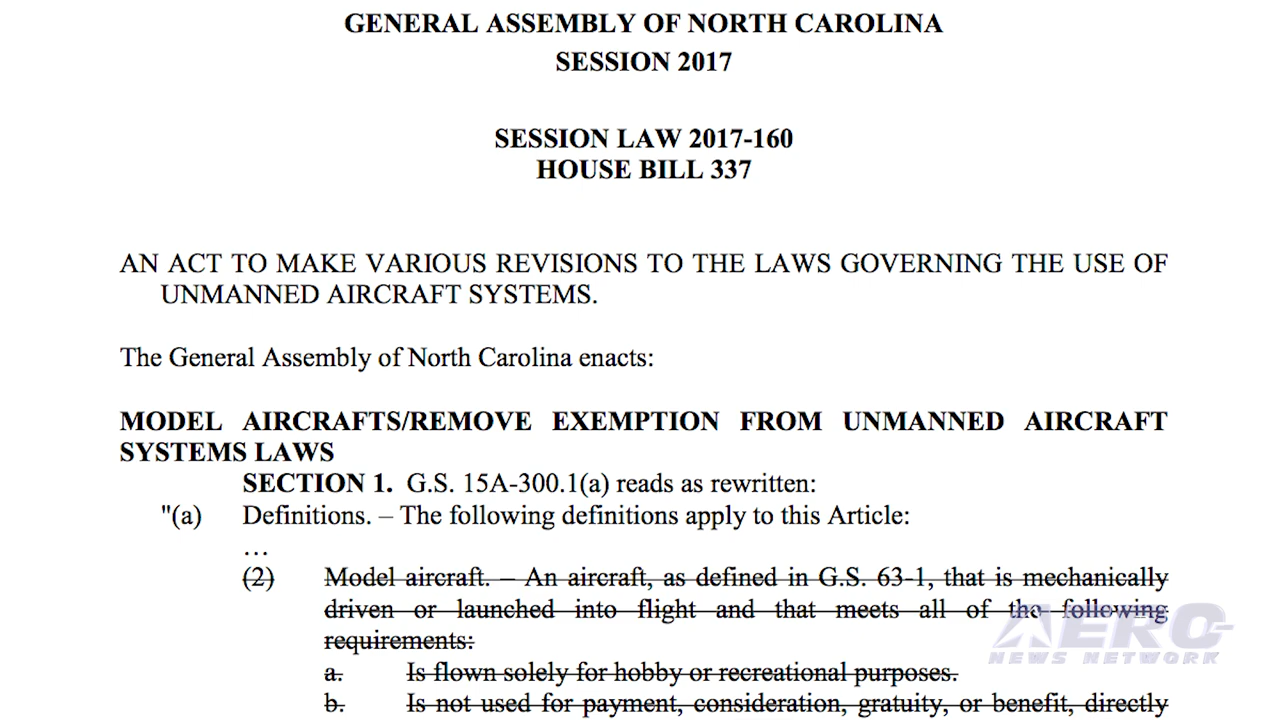 GENERAL ASSEMBLY OF NORTH CAROLINA
SESSION 2017
SESSION LAW 2017-160
HOUSE BILL 337
AN ACT TO MAKE VARIOUS REVISIONS TO THE LAWS GOVERNING THE USE OF
UNMANNED AIRCRAFT SYSTEMS.
The General Assembly of North Carolina enacts:
MODEL AIRCRAFTS/REMOVE EXEMPTION FROM UNMANNED AIRCRAFT
SYSTEMS LAWS
SECTION 1. G.S. 15A-300.1(a) reads as rewritten:
"(a) Definitions. – The following definitions apply to this Article:
…
(2) Model aircraft. – An aircraft, as defined in G.S. 63-1, that is mechanically
driven or launched into flight and that meets all of the following
requirements:
a. Is flown solely for hobby or recreational purposes.
b. Is not used for payment, consideration, gratuity, or benefit, directly
AERO
NEWS NETWORK